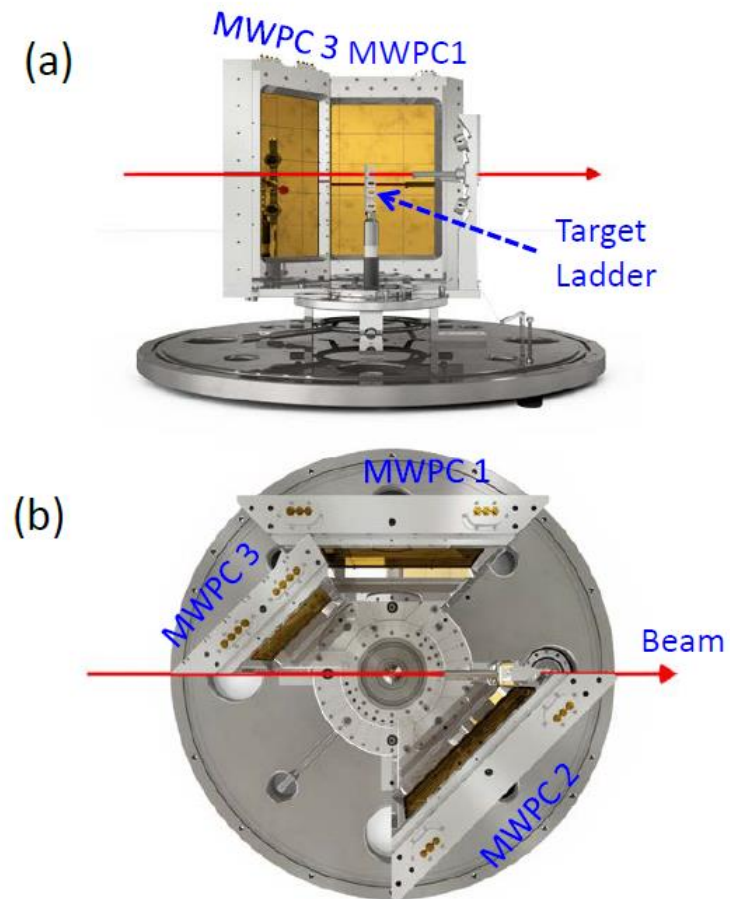 (a)
MWPC 3
MWPC1
Target
Ladder
(b)
MWPC 1
MWPC 3
Beam
MWPC 2